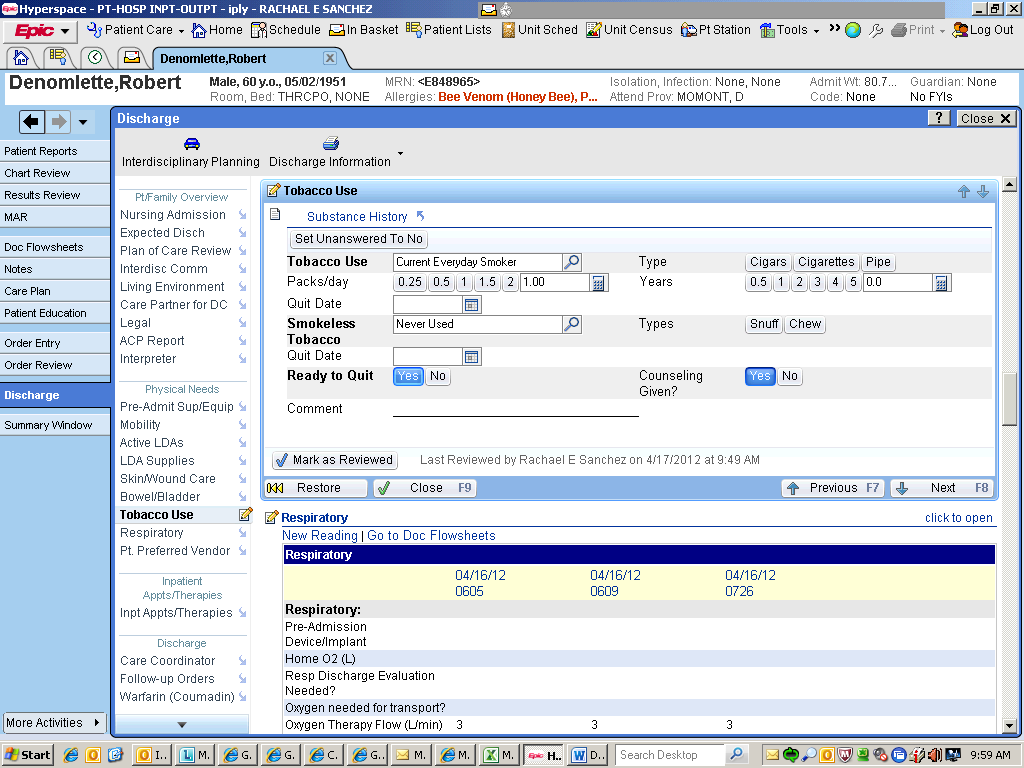 Hyperspace - PT-HOSP INPT-OUTPT - iply - RACHAEL E SANCHEZ
Epic Patient Care Home Schedule In Basket Patient Lists Unit Sched Unit Census Pt Station Tools Print Log Out
Denomlette,Robert
Denomlette,Robert
Male, 60 y.o., 05/02/1951 MRN: <E848965> Isolation, Infection: None, None Admit Wt: 80.7... Guardian: None
Room, Bed: THRCPO, NONE Allergies: Bee Venom (Honey Bee), P... Attend Prov: MOMONT, D Code: None No FYIs
Discharge ? Close X
Interdisciplinary Planning Discharge Information
Patient Reports
Chart Review
Results Review
MAR
Doc Flowsheets
Notes
Care Plan
Patient Education
Order Entry
Order Review
Discharge
Summary Window
More Activities
Pt/Family Overview
Nursing Admission
Expected Disch
Plan of Care Review
Interdisc Comm
Living Environment
Care Partner for DC
Legal
ACP Report
Interpreter
Physical Needs
Pre-Admit Sup/Equip
Mobility
Active LDAs
LDA Supplies
Skin/Wound Care
Bowel/Bladder
Tobacco Use
Respiratory
Pt. Preferred Vendor
Inpatient
Appts/Therapies
Inpt Appts/Therapies
Discharge
Care Coordinator
Follow-up Orders
Warfarin (Coumadin)
Tobacco Use
Substance History
Set Unanswered To No
Tobacco Use Current Everyday Smoker Type Cigars Cigarettes Pipe
Packs/day 0.25 0.5 1 1.5 2 1.00 Years 0.5 1 2 3 4 5 0.0
Quit Date
Smokeless Never Used Types Snuff Chew
Tobacco
Quit Date
Ready to Quit Yes No Counseling Yes No
Given?
Comment
Mark as Reviewed Last Reviewed by Rachael E Sanchez on 4/17/2012 at 9:49 AM
Restore Close F9 Previous F7 Next F8
Respiratory click to open
New Reading | Go to Doc Flowsheets
Respiratory
04/16/12 04/16/12 04/16/12
0605 0609 0726
Respiratory:
Pre-Admission
Device/Implant
Home O2 (L)
Resp Discharge Evaluation
Needed?
Oxygen needed for transport?
Oxygen Therapy Flow (L/min) 3 3 3
Start I.. M. G. G. C. G.. M. M. M. H.. D.. Search Desktop 9:59 AM